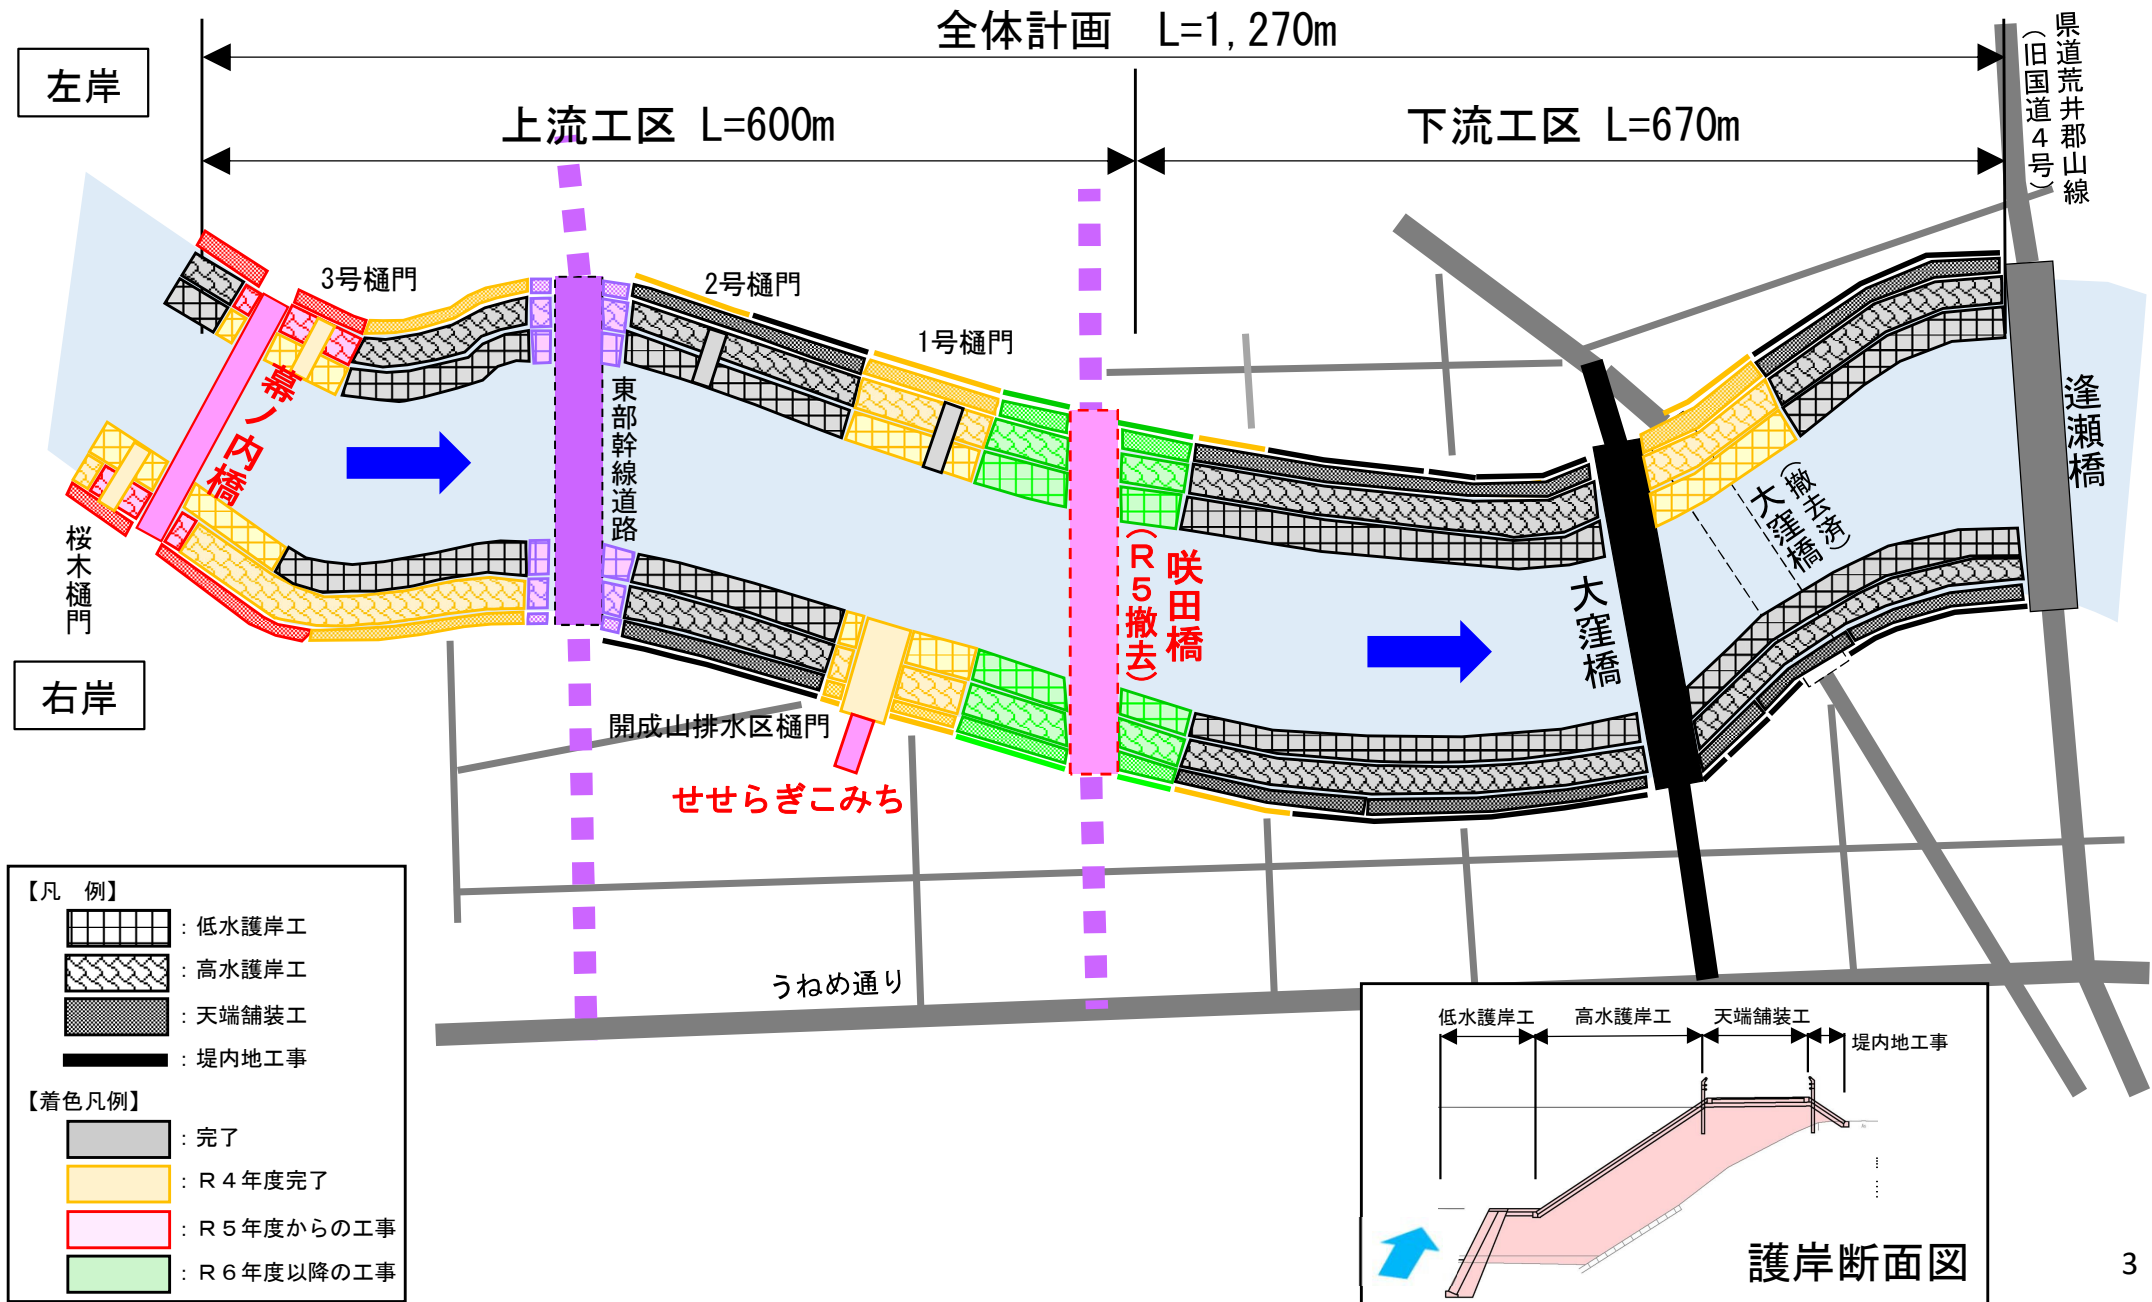 全体計画　L=1,270m
左岸
上流工区 L=600m
下流工区 L=670m
県道荒井郡山線
（旧国道４号）
3号樋門
2号樋門
1号樋門
幕ノ内橋
東部幹線道路
桜木樋門
右岸
開成山排水区樋門
せせらぎこみち
咲田橋
（Ｒ５撤去）
大窪橋
大窪橋
（撤去済）
逢瀬橋
うねめ通り
【凡　例】
：低水護岸工
：高水護岸工
：天端舗装工
：堤内地工事
【着色凡例】
：完了
：Ｒ４年度完了
：Ｒ５年度からの工事
：Ｒ６年度以降の工事
低水護岸工
高水護岸工
天端舗装工
堤内地工事
護岸断面図
3